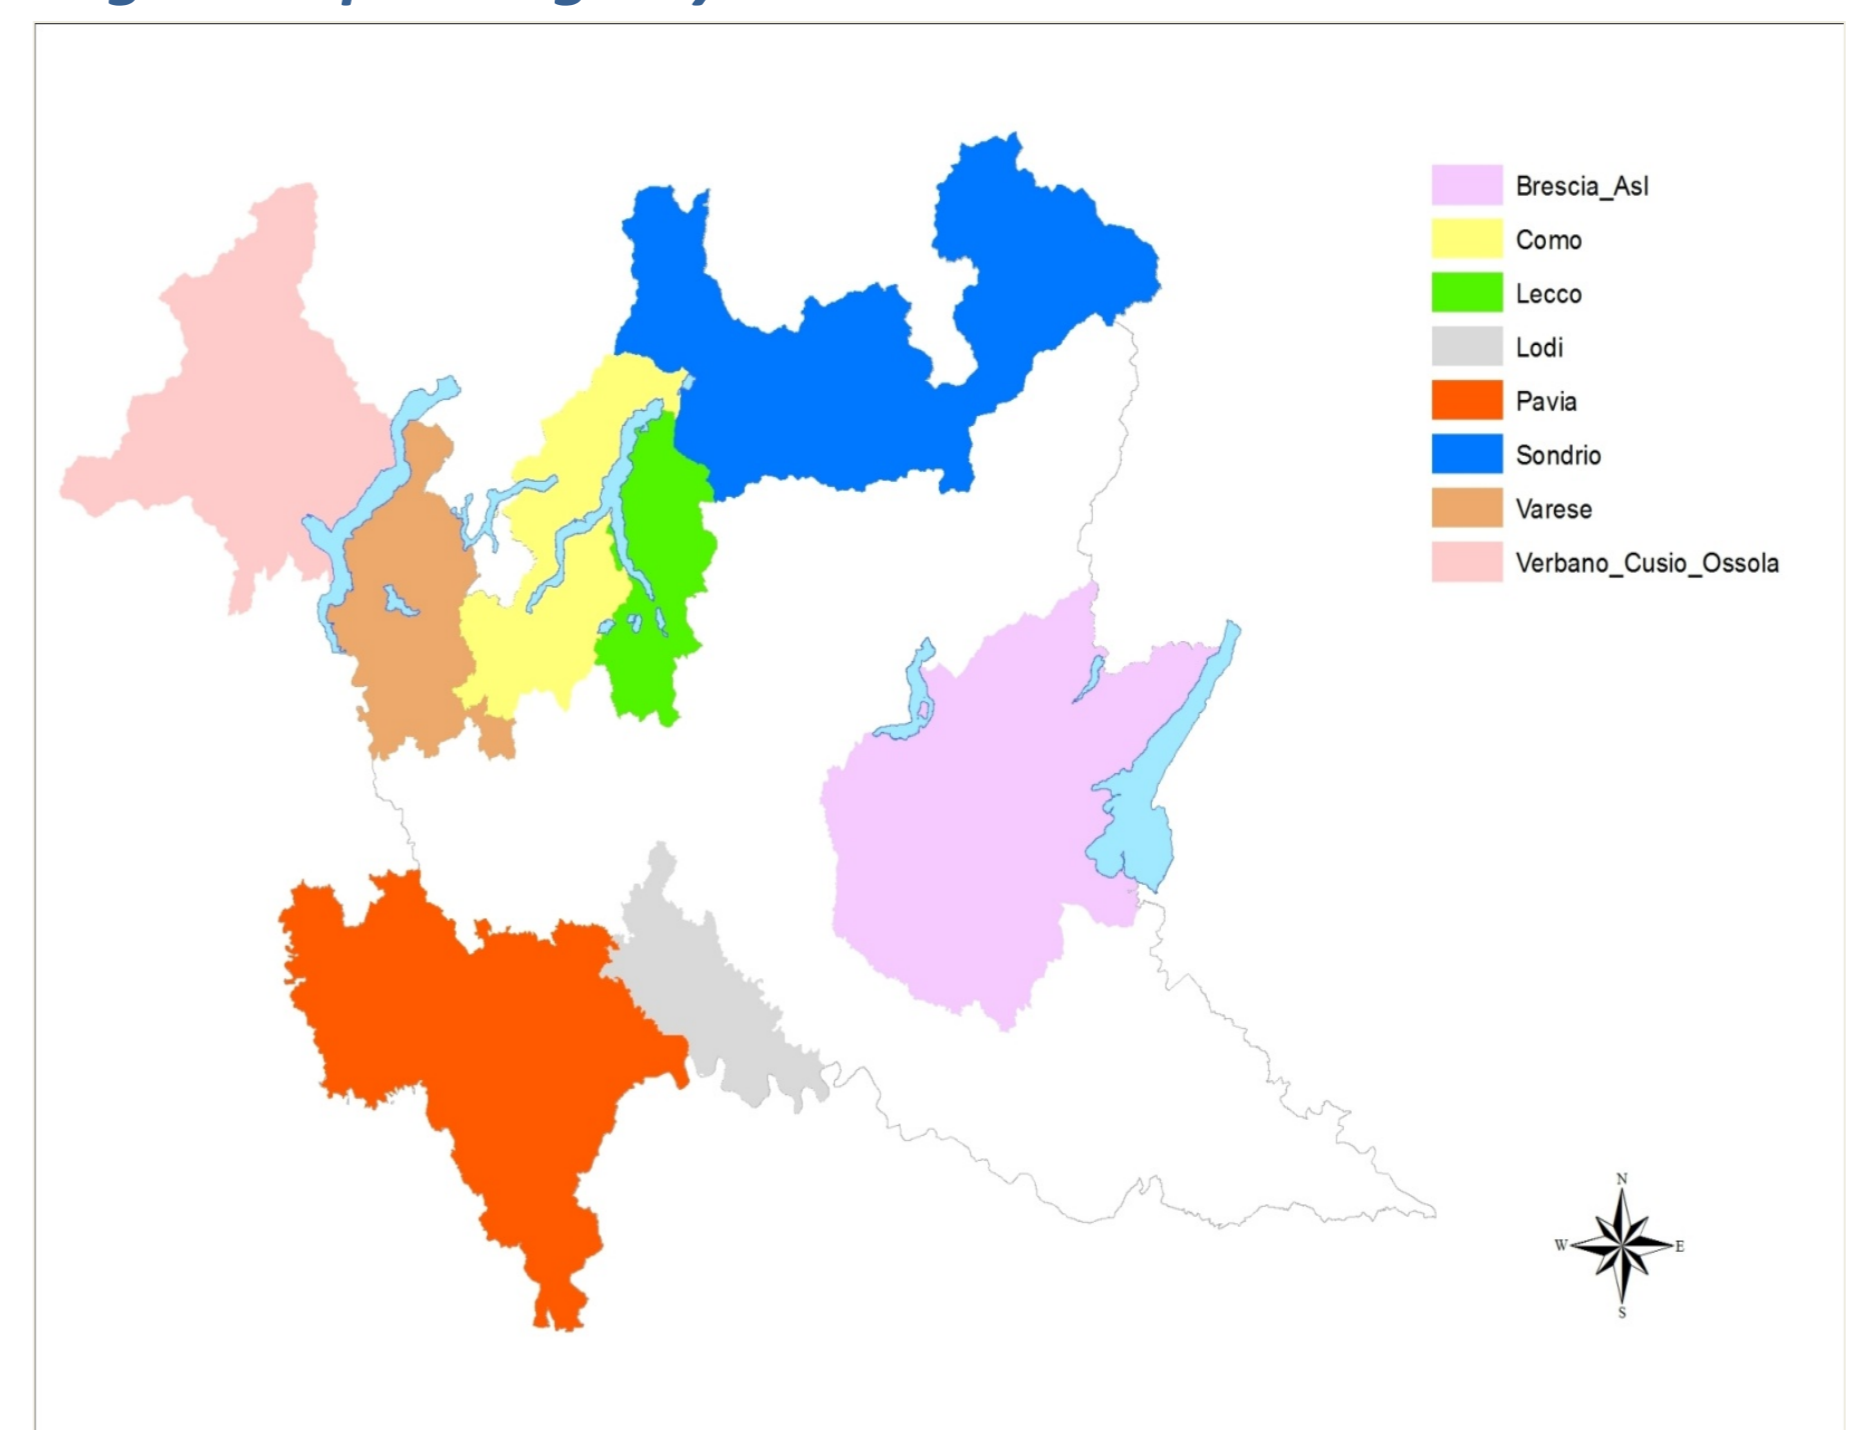 Brescia_Asl
Como
Lecco
Lodi
Pavia
Sondrio
Varese
Verbano_Cusio_Ossola
N
W
E
S